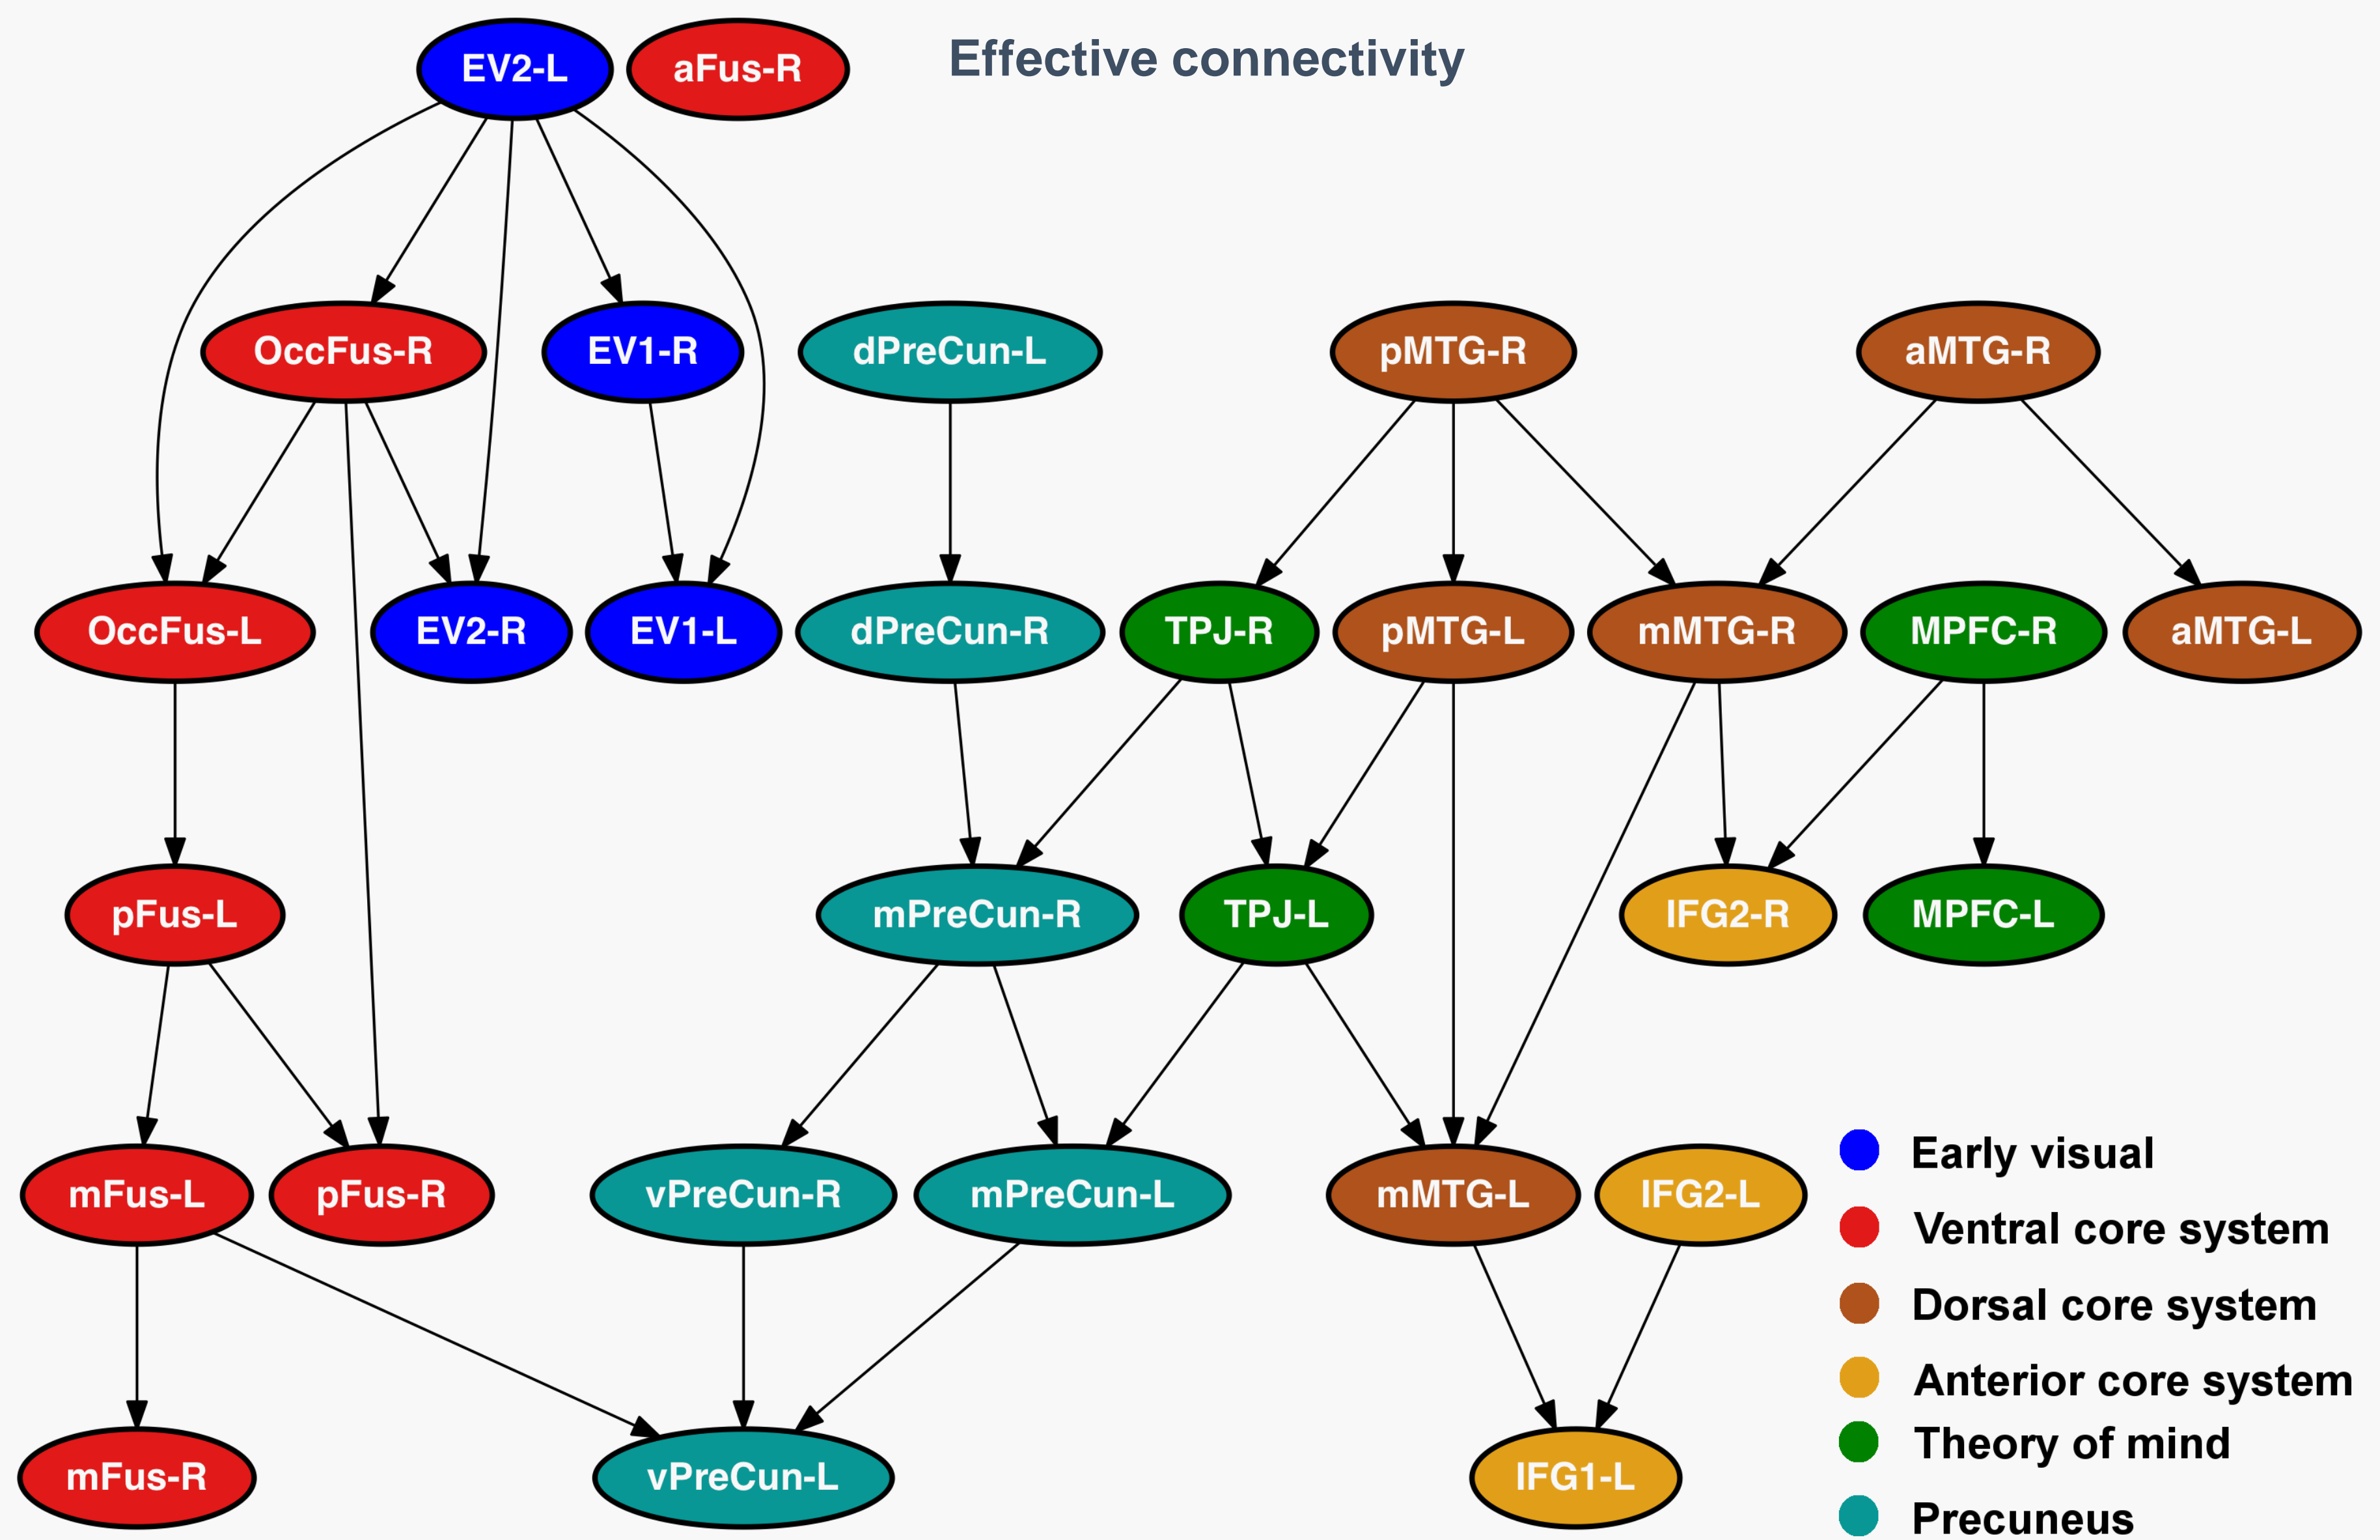 Effective connectivity
EV2-L
aFus-R
OccFus-R
EV1-R
dPreCun-L
pMTG-R
aMTG-R
OccFus-L
EV2-R
EV1-L
dPreCun-R
TPJ-R
pMTG-L
mMTG-R
MPFC-R
aMTG-L
pFus-L
mPreCun-R
TPJ-L
IFG2-R
MPFC-L
mFus-L
pFus-R
vPreCun-R
mPreCun-L
mMTG-L
IFG2-L
mFus-R
vPreCun-L
IFG1-L
Early visual
Ventral core system
Dorsal core system
Anterior core system
Theory of mind
Precuneus